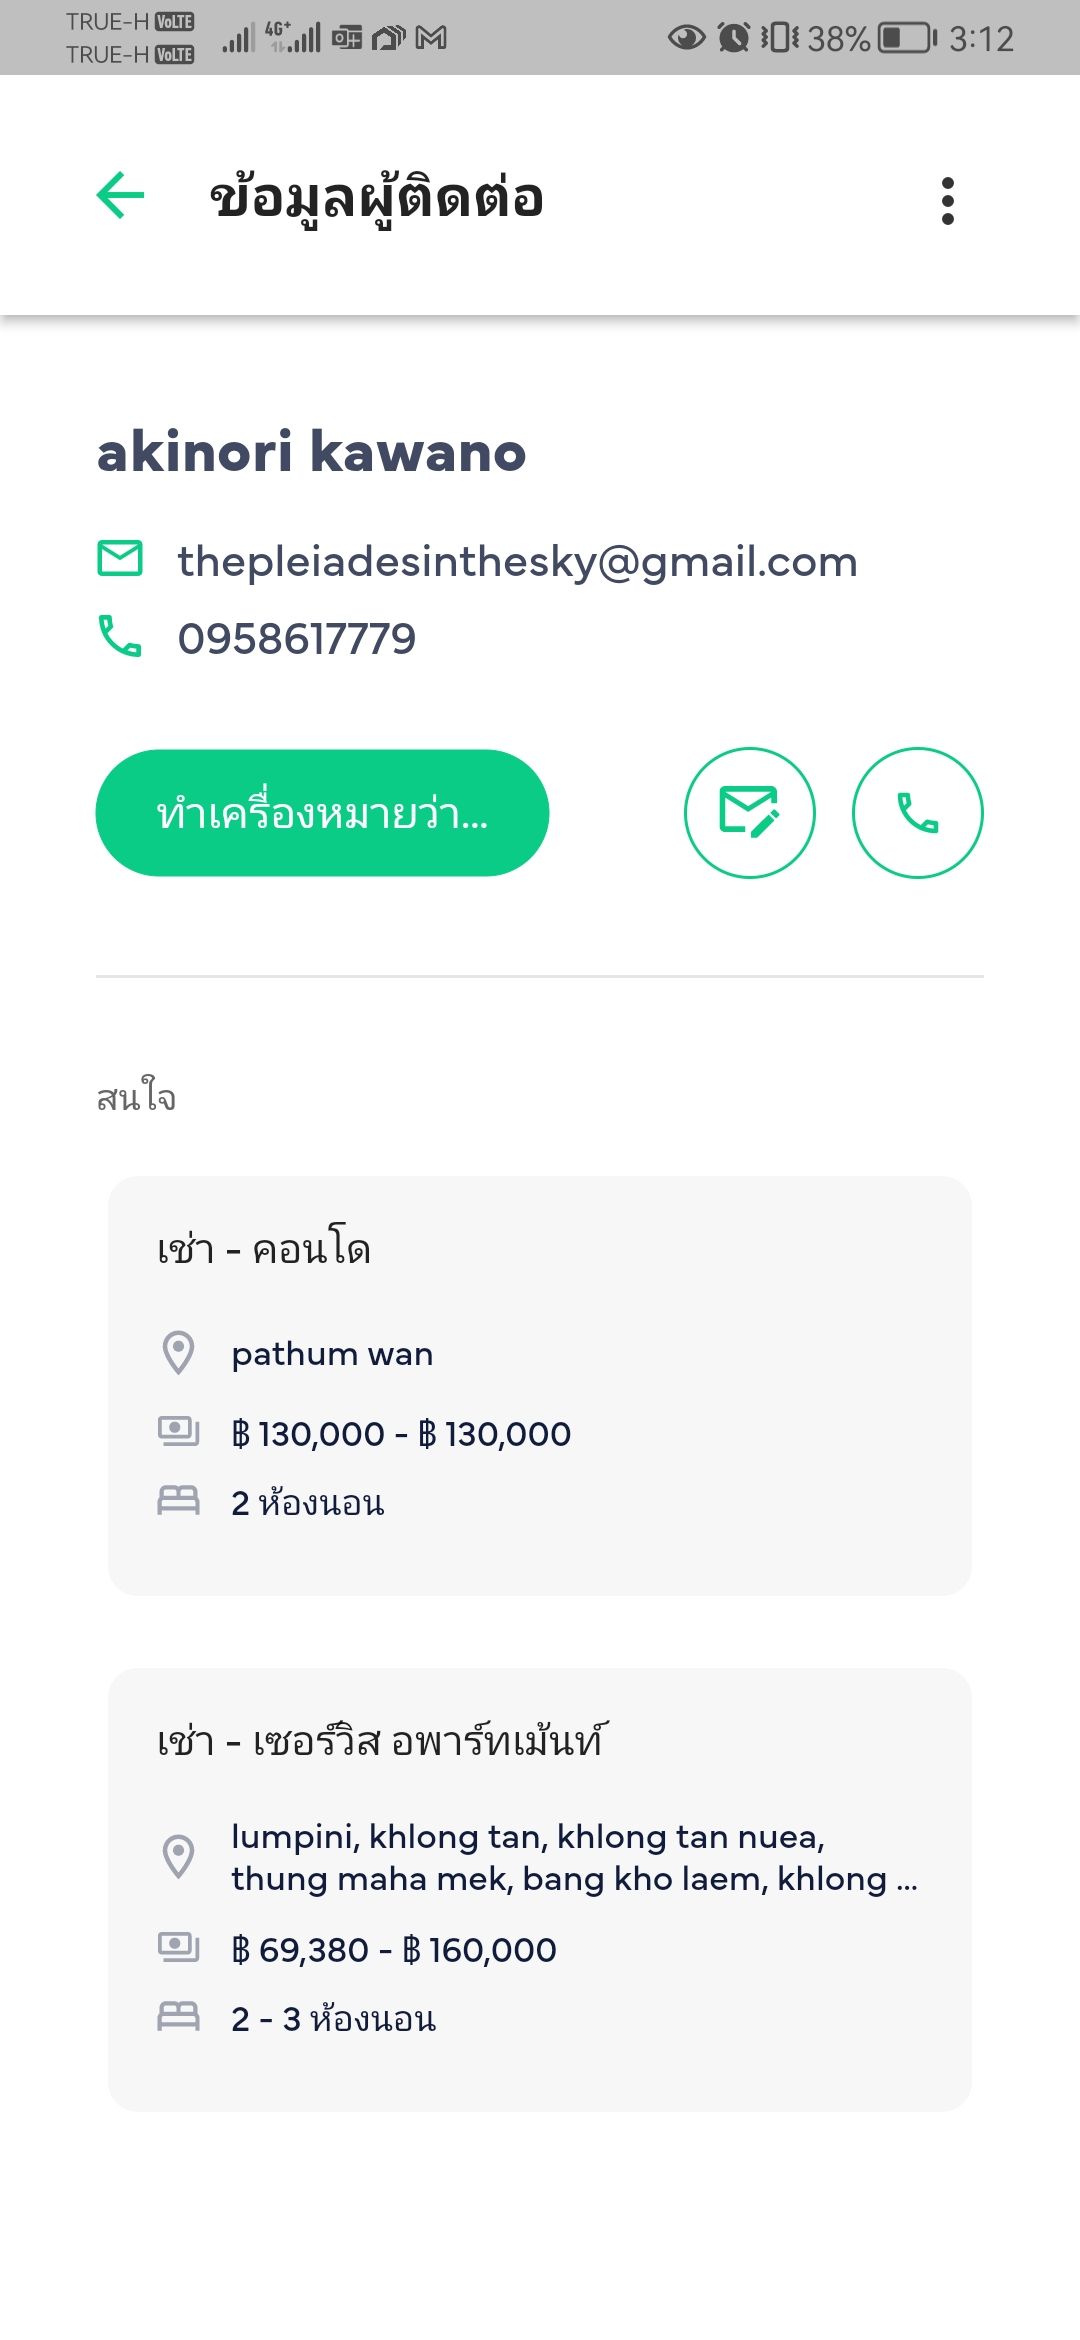 TRUE-H VoLTE
TRUE-H VoLTE
4G+
38%
3:12
ข้อมูลผู้ติดต่อ
akinori kawano
thepleiadesinthesky@gmail.com
0958617779
ทำเครื่องหมายว่า...
สนใจ
เช่า - คอนโด
pathum wan
฿ 130,000 - ฿ 130,000
2 ห้องนอน
เช่า - เซอร์วิส อพาร์ทเม้นท์
lumpini, khlong tan, khlong tan nuea,
thung maha mek, bang kho laem, khlong ...
฿ 69,380 - ฿ 160,000
2 - 3 ห้องนอน